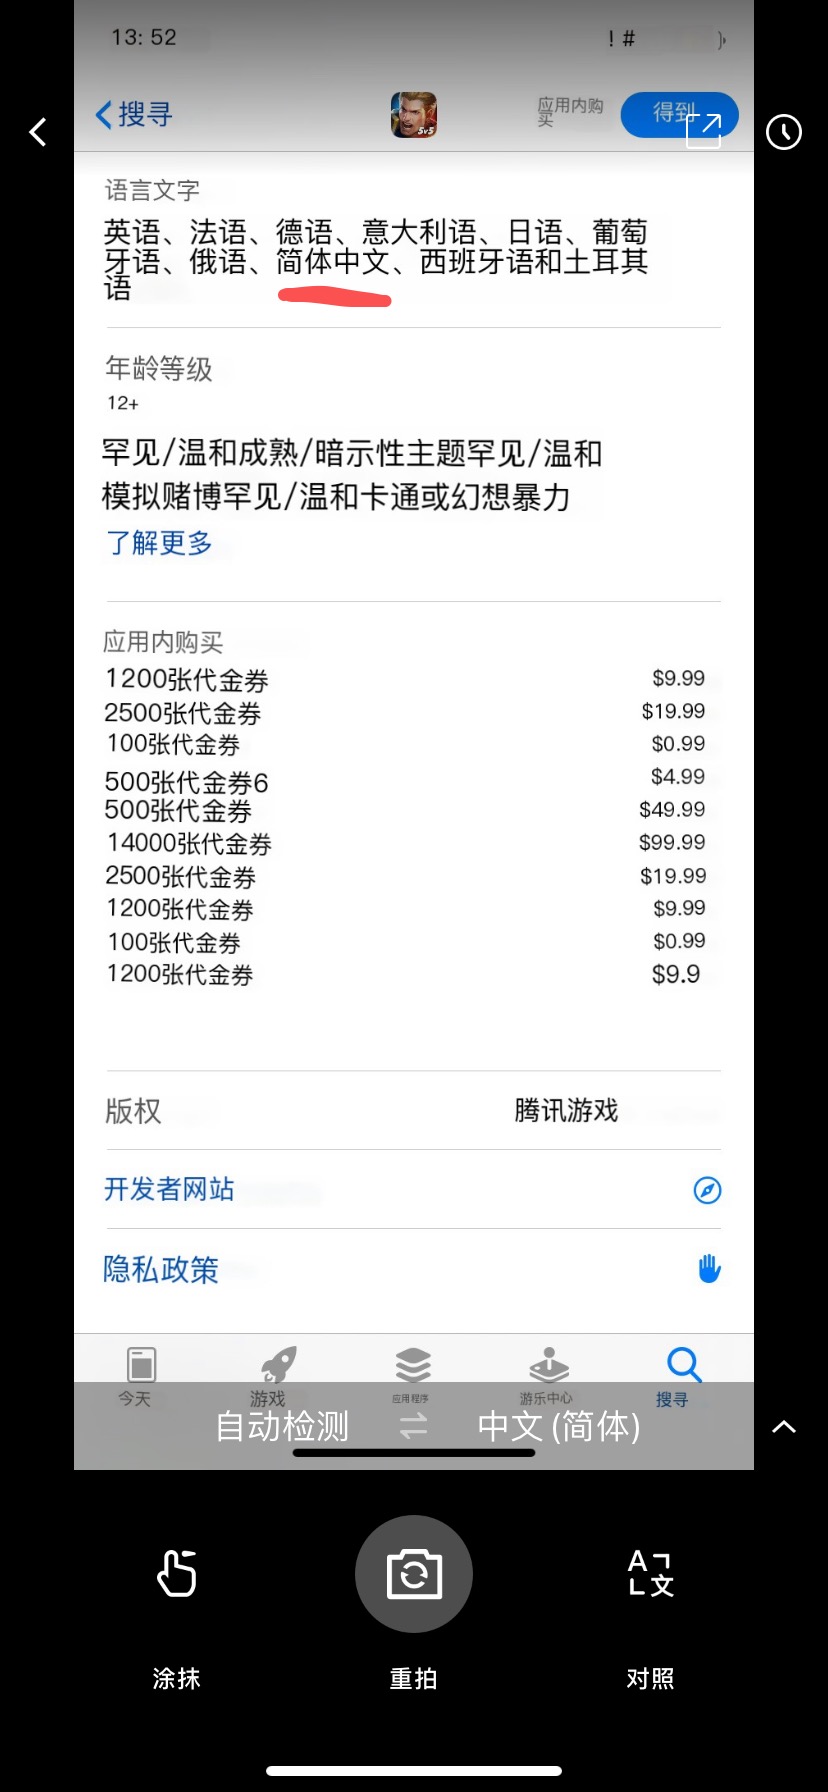 13: 52
! #
搜寻
5v5
应用内购
买
得到
语言文字
英语、法语、德语、意大利语、日语、葡萄
牙语、俄语、简体中文、西班牙语和土耳其
语
年龄等级
12+
罕见/温和成熟/暗示性主题罕见/温和
模拟赌博罕见/温和卡通或幻想暴力
了解更多
应用内购买
1200张代金券 $9.99
2500张代金券 $19.99
100张代金券 $0.99
500张代金券6 $4.99
500张代金券 $49.99
14000张代金券 $99.99
2500张代金券 $19.99
1200张代金券 $9.99
100张代金券 $0.99
1200张代金券 $9.9
版权 腾讯游戏
开发者网站
隐私政策
今天 游戏 应用程序 游乐中心 搜寻
自动检测 中文(简体)
涂抹 重拍 对照